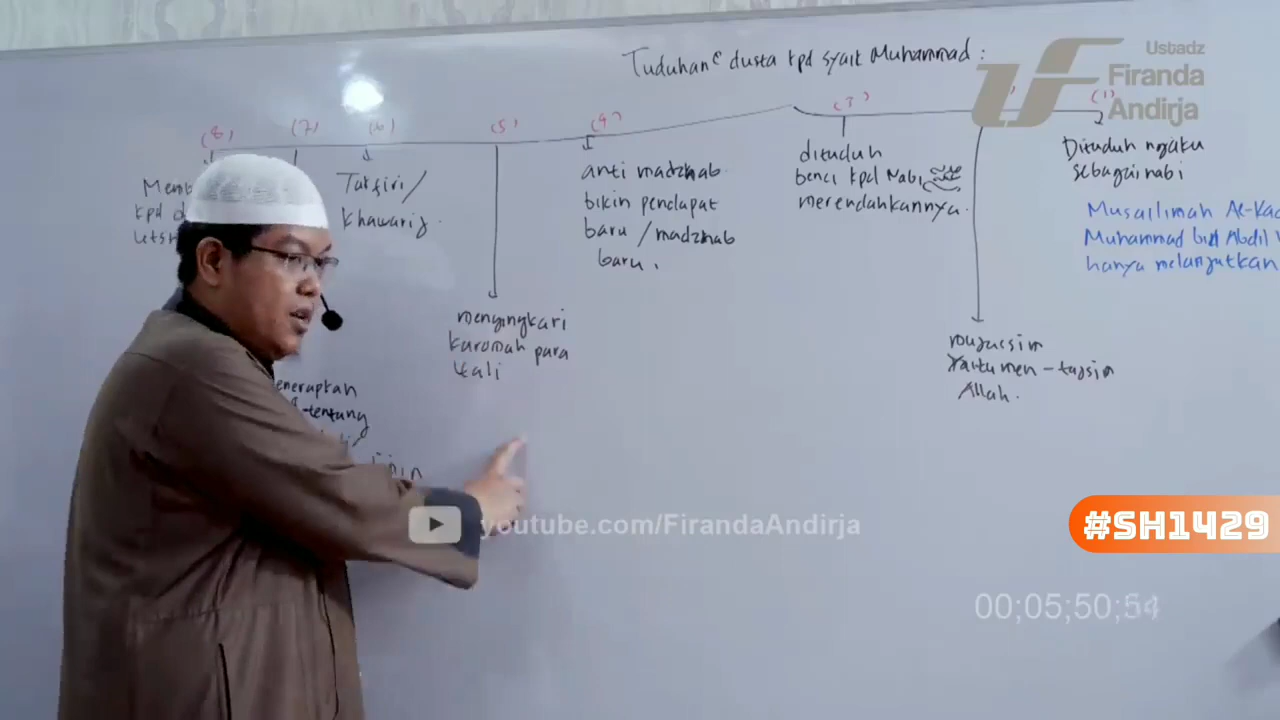 Tuduhan² dusta kpd syaik Muhammad :
Ustadz
Firanda
Andirja
(8)
(7)
(6)
(5)
(4)
(3)
(1)
Takfiri /
Khawarij.
anti madzhab
bikin pendapat
baru / madzhab
baru.
dituduh
benci kpd Nabi ﷺ
merendahkannya.
Dituduh ngaku
sebagai nabi
Musailimah Al-
Muhammad bin Abdil
hanya melanjutkan
mengingkari
karomah para
wali
mujassim
Yaitu men-tajsim
Allah.
kpd
enerapkan
-tentang
youtube.com/FirandaAndirja
#SH1429
00;05;50;54